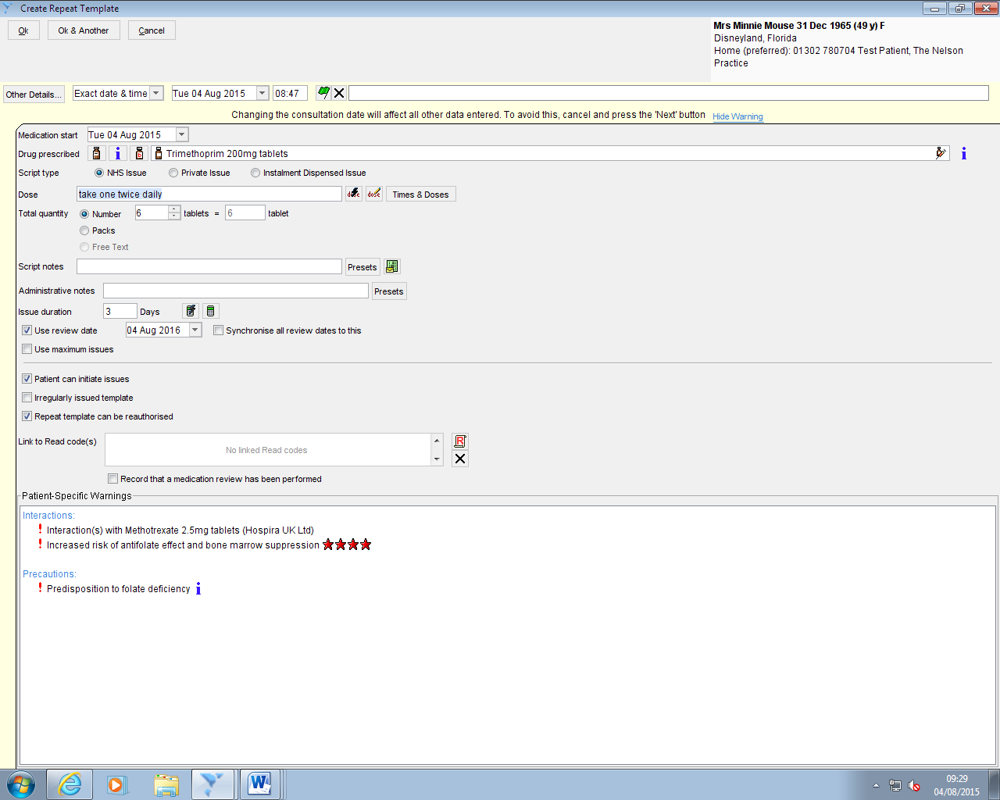 Create Repeat Template
Ok Ok & Another Cancel
Mrs Minnie Mouse 31 Dec 1965 (49 y) F
Disneyland, Florida
Home (preferred): 01302 780704 Test Patient, The Nelson
Practice
Other Details... Exact date & time Tue 04 Aug 2015 08:47
Changing the consultation date will affect all other data entered. To avoid this, cancel and press the 'Next' button Hide Warning
Medication start Tue 04 Aug 2015
Drug prescribed Trimethoprim 200mg tablets
Script type NHS Issue Private Issue Instalment Dispensed Issue
Dose take one twice daily dose dose Times & Doses
Total quantity Number 6 tablets = 6 tablet
Packs
Free Text
Script notes Presets
Administrative notes Presets
Issue duration 3 Days
Use review date 04 Aug 2016 Synchronise all review dates to this
Use maximum issues
Patient can initiate issues
Irregularly issued template
Repeat template can be reauthorised
Link to Read code(s) No linked Read codes R
Record that a medication review has been performed
Patient-Specific Warnings
Interactions:
! Interaction(s) with Methotrexate 2.5mg tablets (Hospira UK Ltd)
! Increased risk of antifolate effect and bone marrow suppression
Precautions:
! Predisposition to folate deficiency i
09:29
04/08/2015